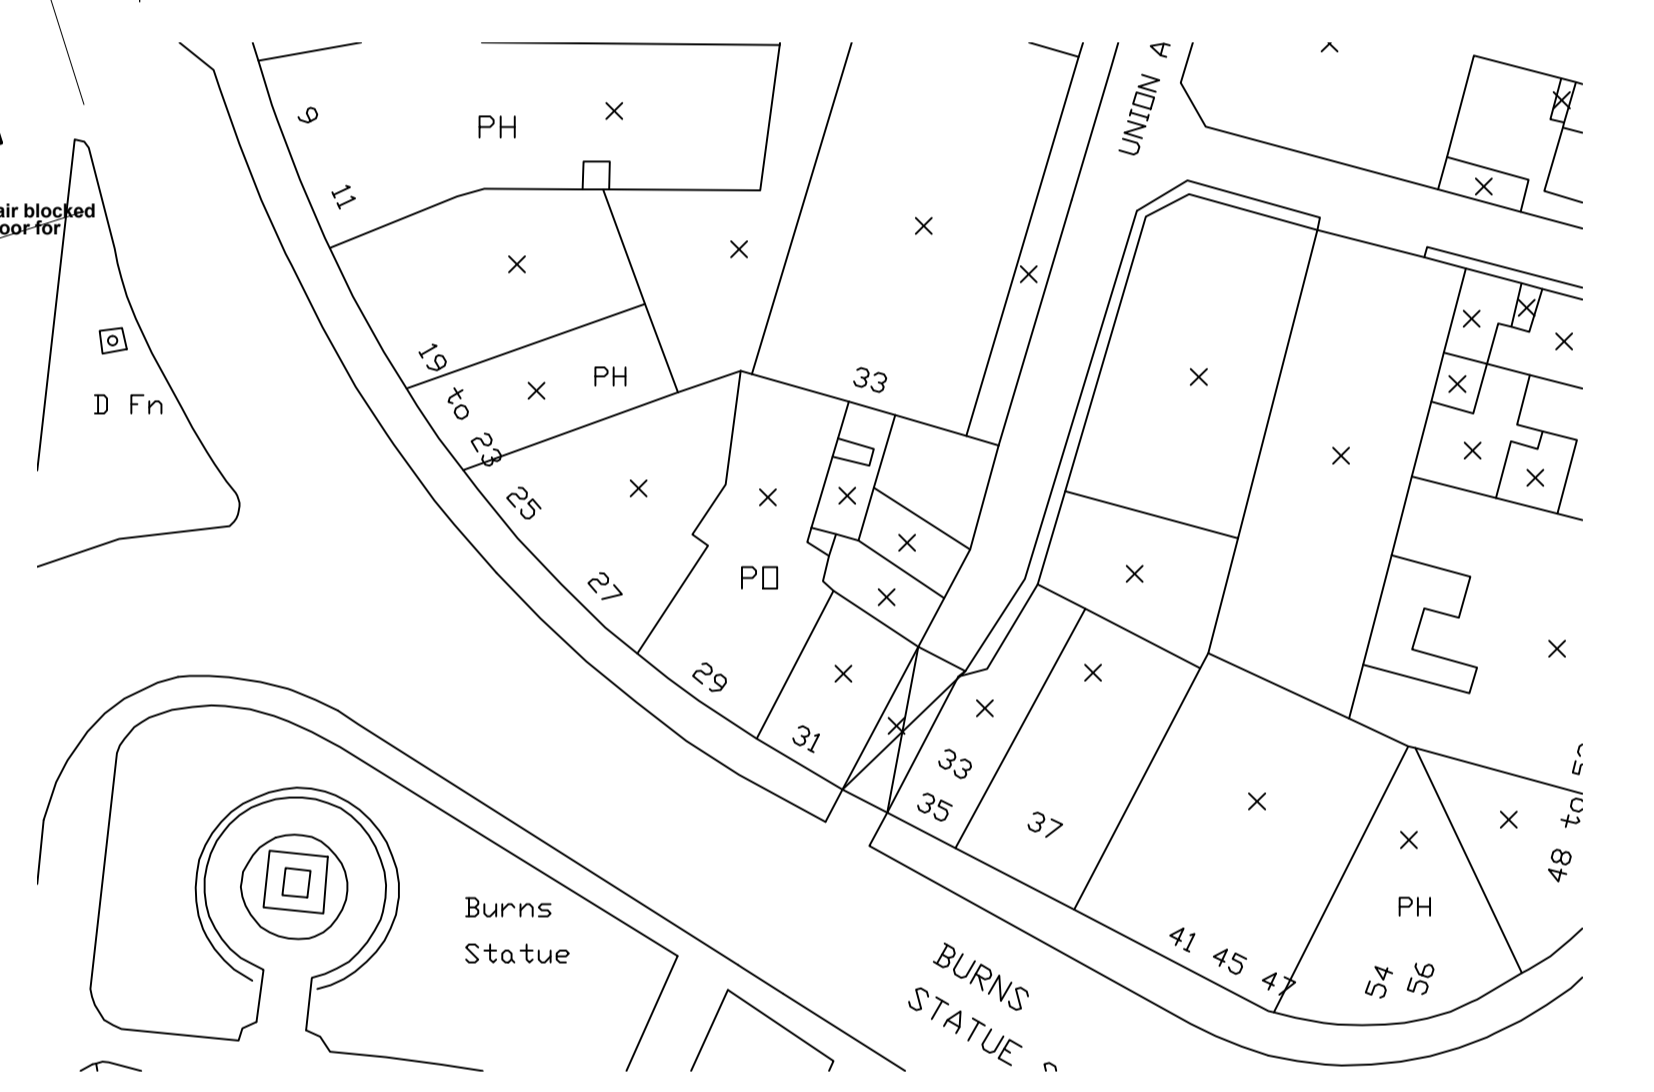 UNION A
9
PH
11
air blocked
oor for
19 to 23
PH
33
D Fn
25
27
PO
29
31
33
35
37
48 to
Burns
Statue
PH
41 45 47
54
56
BURNS
STATUE